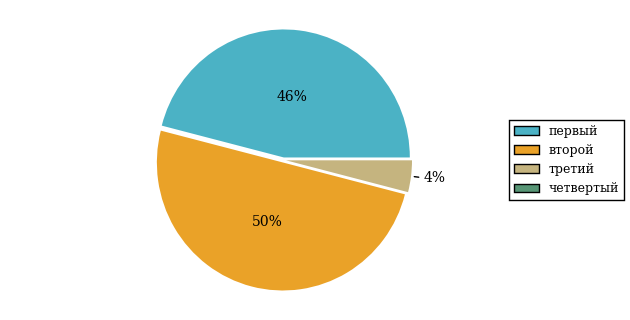 46%
4%
50%
первый
второй
третий
четвертый